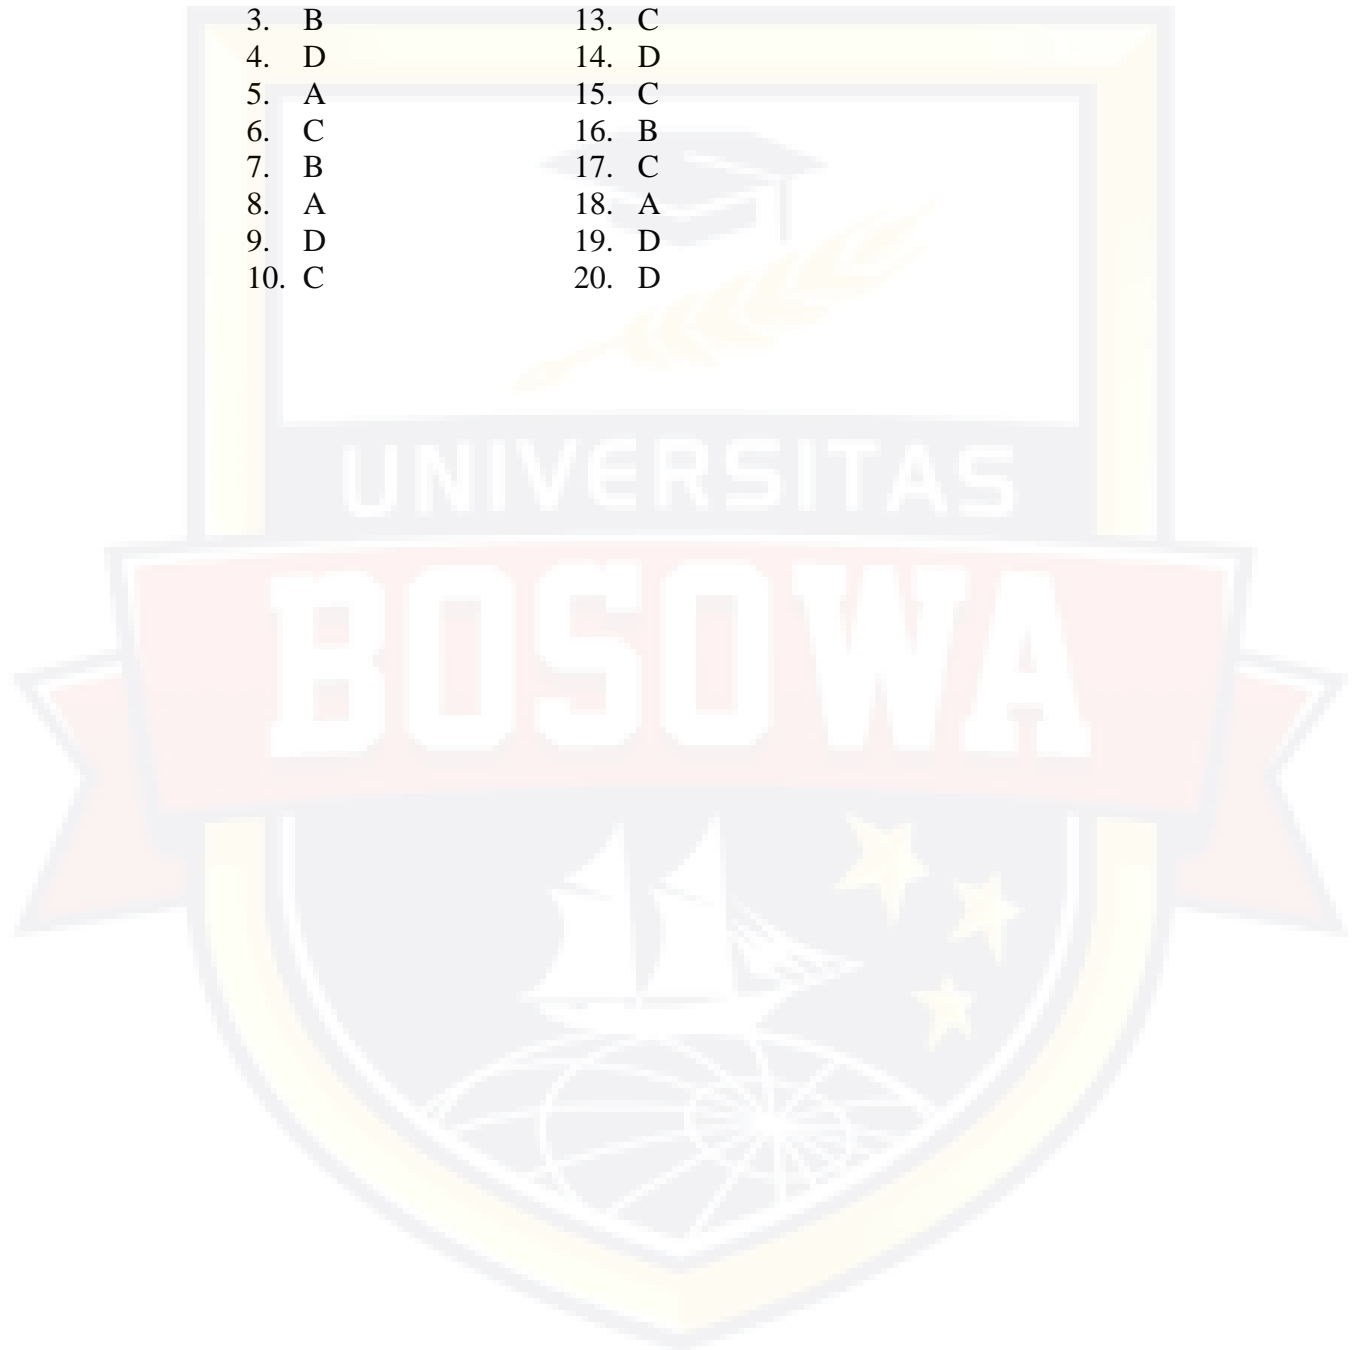 3. B 13. C
4. D 14. D
5. A 15. C
6. C 16. B
7. B 17. C
8. A 18. A
9. D 19. D
10. C 20. D
UNIVERSITAS
BOSOWA